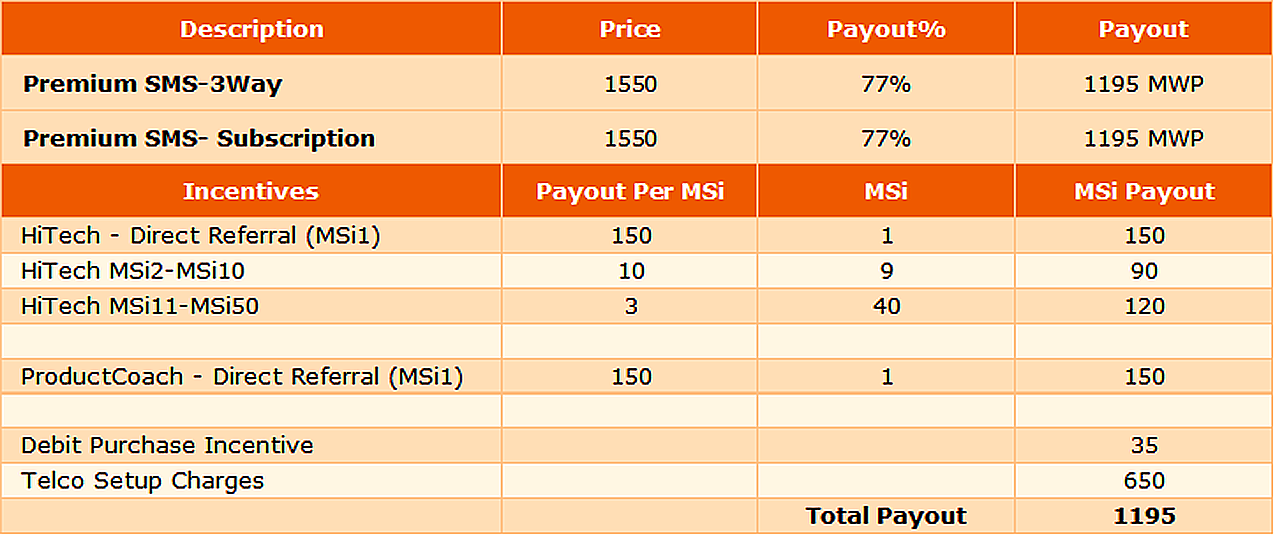 Description Price Payout% Payout
Premium SMS-3Way 1550 77% 1195 MWP
Premium SMS- Subscription 1550 77% 1195 MWP
Incentives Payout Per MSi MSi MSi Payout
HiTech - Direct Referral (MSi1) 150 1 150
HiTech MSi2-MSi10 10 9 90
HiTech MSi11-MSi50 3 40 120
ProductCoach - Direct Referral (MSi1) 150 1 150
Debit Purchase Incentive 35
Telco Setup Charges 650
Total Payout 1195